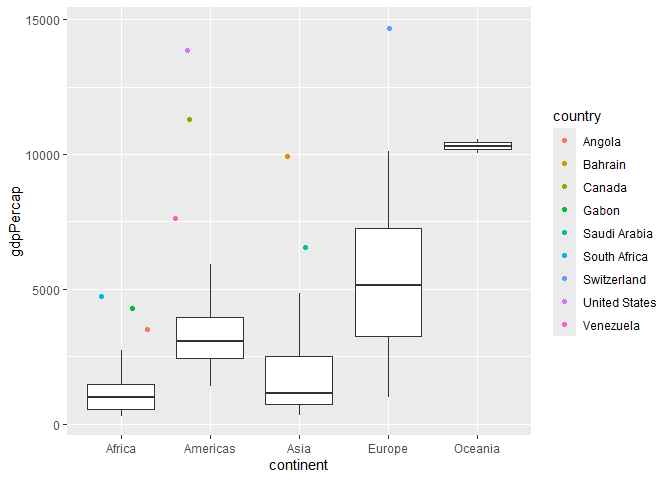 15000
10000
5000
0
gdpPercap
Africa Americas Asia Europe Oceania
continent
country
Angola
Bahrain
Canada
Gabon
Saudi Arabia
South Africa
Switzerland
United States
Venezuela